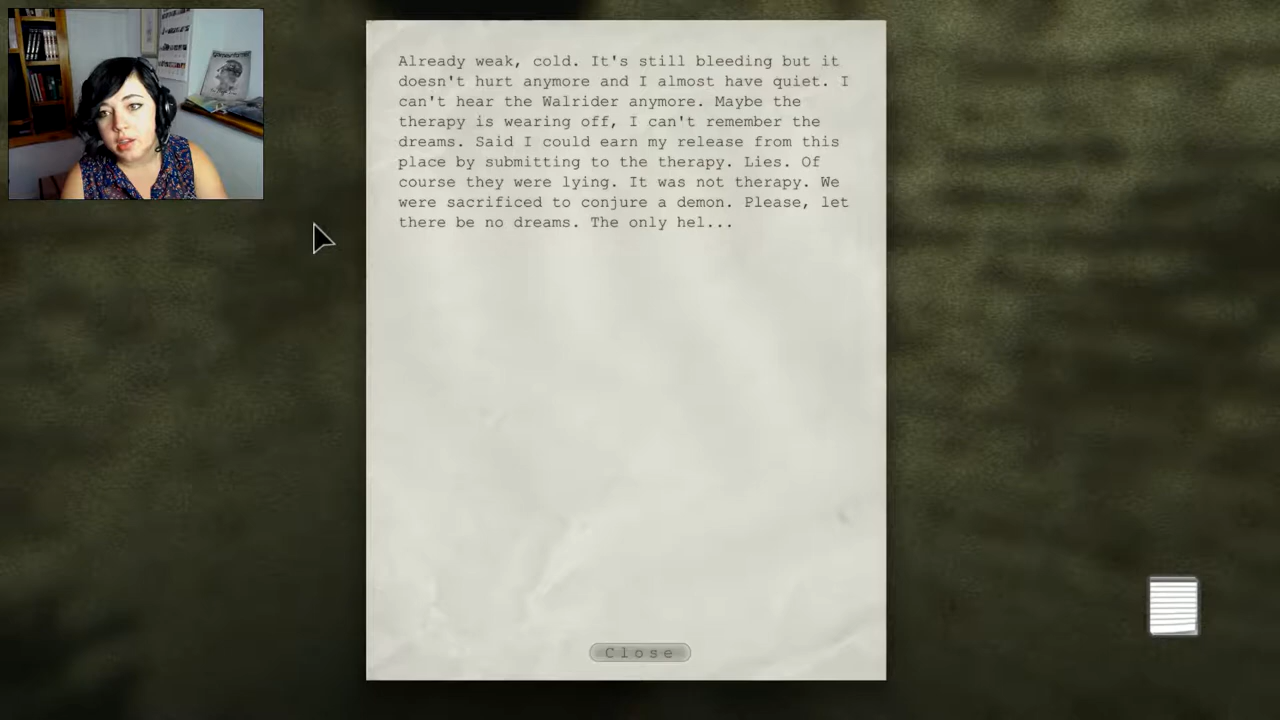 Already weak, cold. It's still bleeding but it
doesn't hurt anymore and I almost have quiet. I
can't hear the Walrider anymore. Maybe the
therapy is wearing off, I can't remember the
dreams. Said I could earn my release from this
place by submitting to the therapy. Lies. Of
course they were lying. It was not therapy. We
were sacrificed to conjure a demon. Please, let
there be no dreams. The only hel...
Close